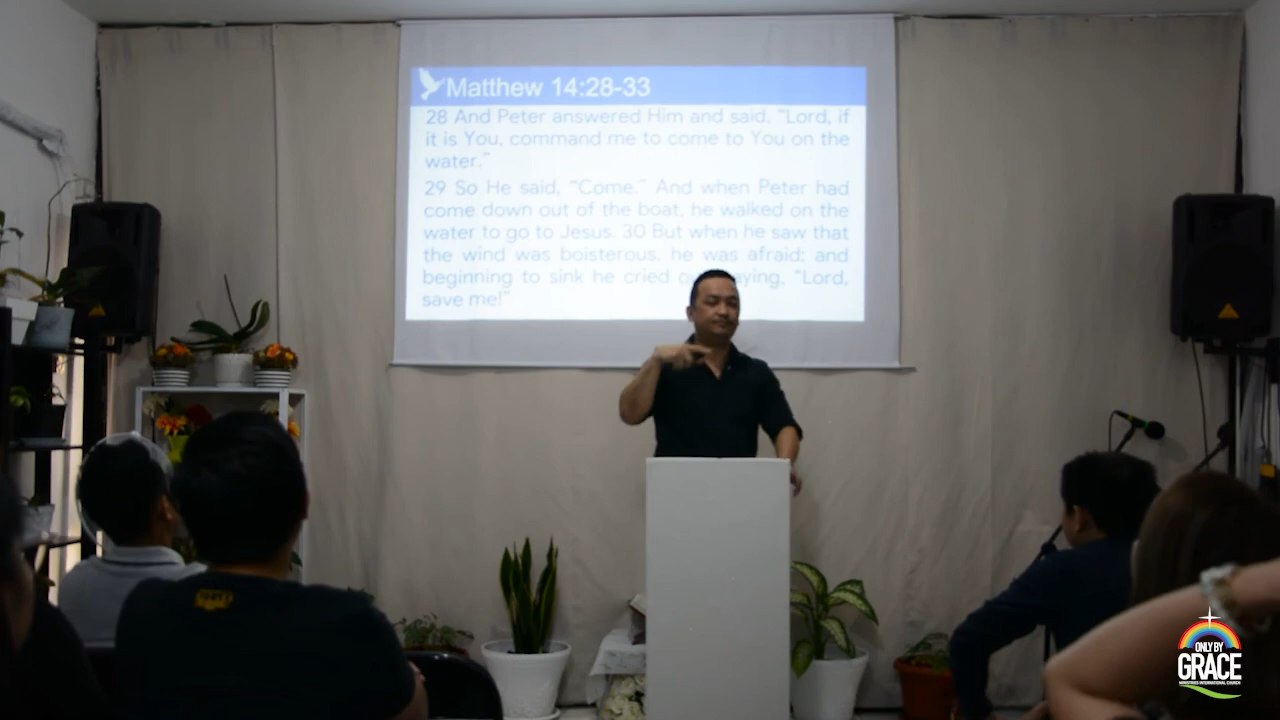 Matthew 14:28-33
28 And Peter answered Him and said, "Lord, if
it is You, command me to come to You on the
water."
29 So He said, "Come." And when Peter had
come down out of the boat, he walked on the
water to go to Jesus. 30 But when he saw that
the wind was boisterous, he was afraid; and
beginning to sink he cried saying, "Lord,
save me!"
ONLY BY
GRACE
MINISTRIES INTERNATIONAL CHURCH